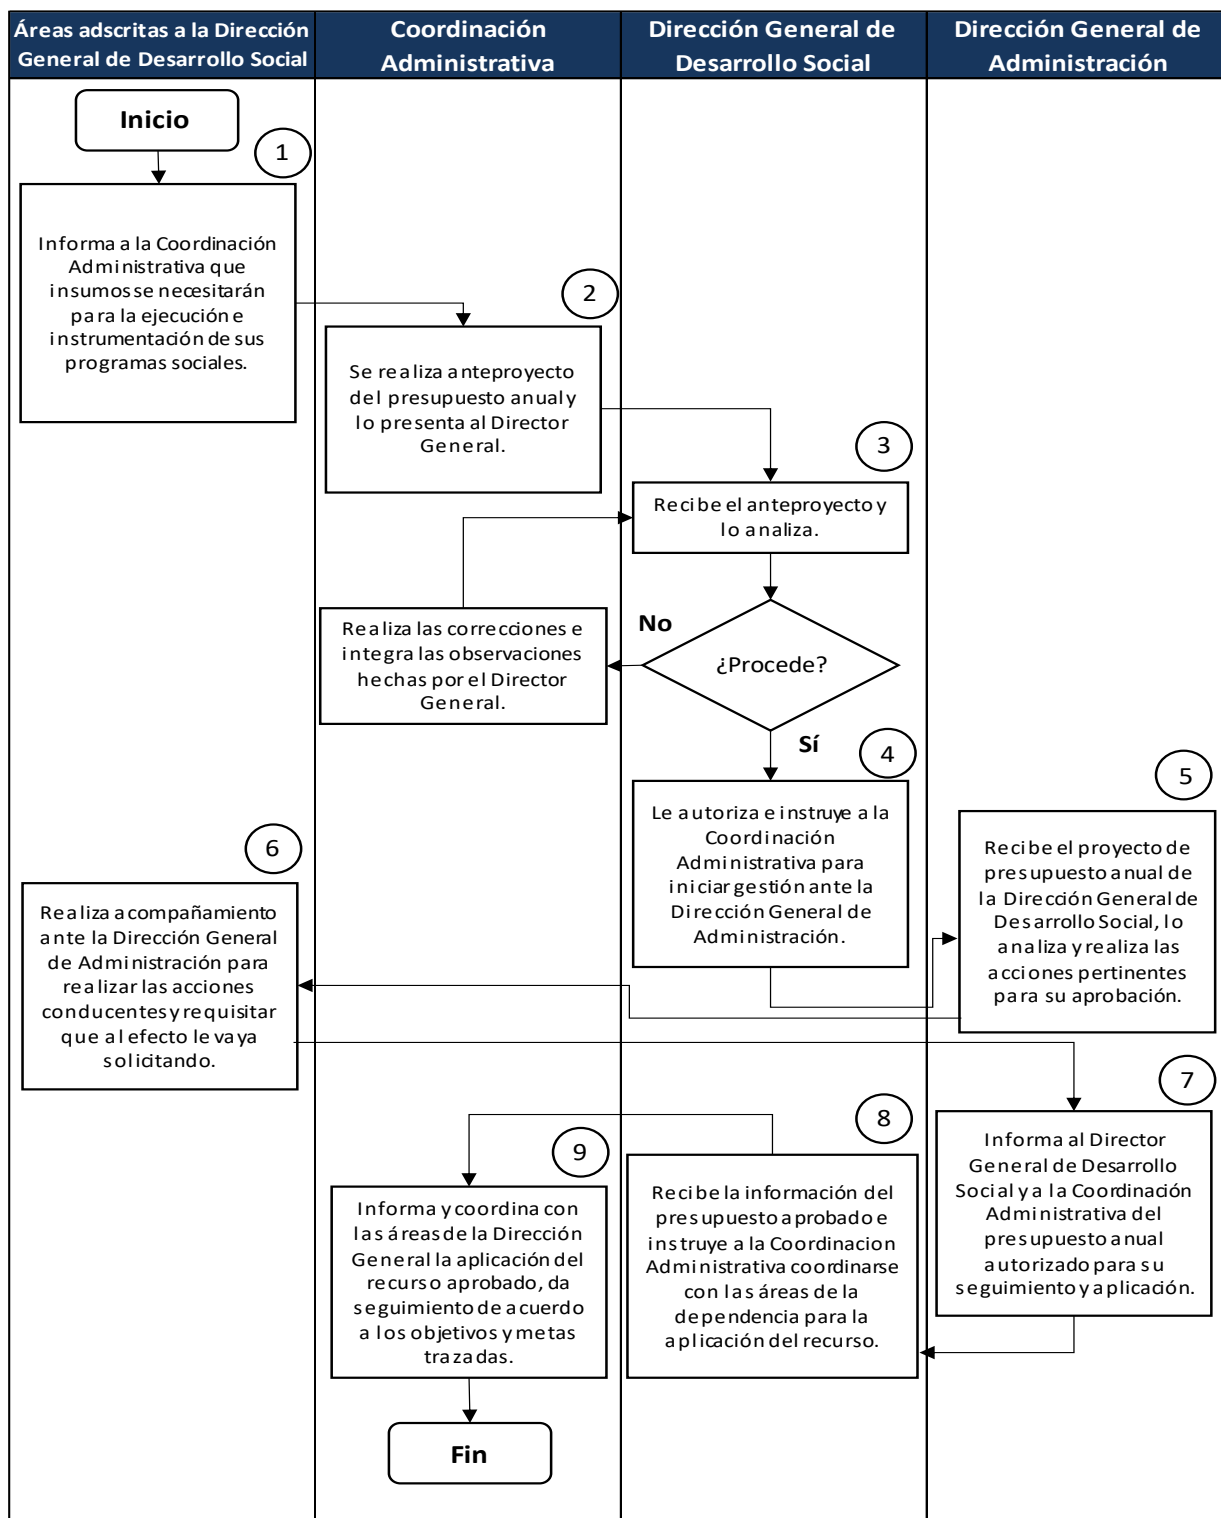 Áreas adscritas a la Dirección
General de Desarrollo Social
Coordinación
Administrativa
Dirección General de
Desarrollo Social
Dirección General de
Administración
Inicio
1
Informa a la Coordinación
Administrativa que
insumos se necesitarán
para la ejecución e
instrumentación de sus
programas sociales.
2
Se realiza anteproyecto
del presupuesto anual y
lo presenta al Director
General.
3
Recibe el anteproyecto y
lo analiza.
¿Procede?
No
Realiza las correcciones e
integra las observaciones
hechas por el Director
General.
Sí
4
Le autoriza e instruye a la
Coordinación
Administrativa para
iniciar gestión ante la
Dirección General de
Administración.
5
Recibe el proyecto de
presupuesto anual de
la Dirección General de
Desarrollo Social, lo
analiza y realiza las
acciones pertinentes
para su aprobación.
6
Realiza acompañamiento
ante la Dirección General
de Administración para
realizar las acciones
conducentes y requisitar
que al efecto le vaya
solicitando.
7
Informa al Director
General de Desarrollo
Social y a la Coordinación
Administrativa del
presupuesto anual
autorizado para su
seguimiento y aplicación.
8
Recibe la información del
presupuesto aprobado e
instruye a la Coordinacion
Administrativa coordinarse
con las áreas de la
dependencia para la
aplicación del recurso.
9
Informa y coordina con
las áreas de la Dirección
General la aplicación del
recurso aprobado, da
seguimiento de acuerdo
a los objetivos y metas
trazadas.
Fin